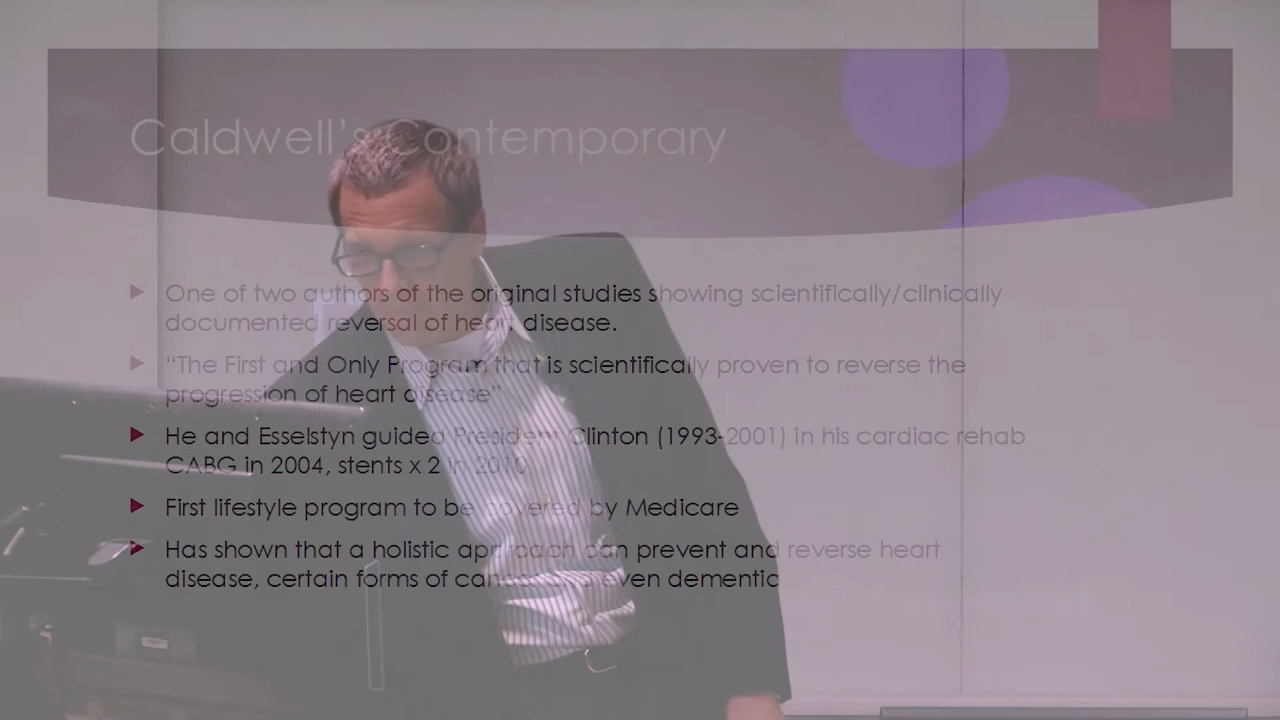 Caldwell's Contemporary
One of two authors of the original studies showing scientifically/clinically
documented reversal of heart disease.
"The First and Only Program that is scientifically proven to reverse the
progression of heart disease"
He and Esselstyn guided President Clinton (1993-2001) in his cardiac rehab
CABG in 2004, stents x 2 in 2010
First lifestyle program to be covered by Medicare
Has shown that a holistic approach can prevent and reverse heart
disease, certain forms of cancer and even dementia